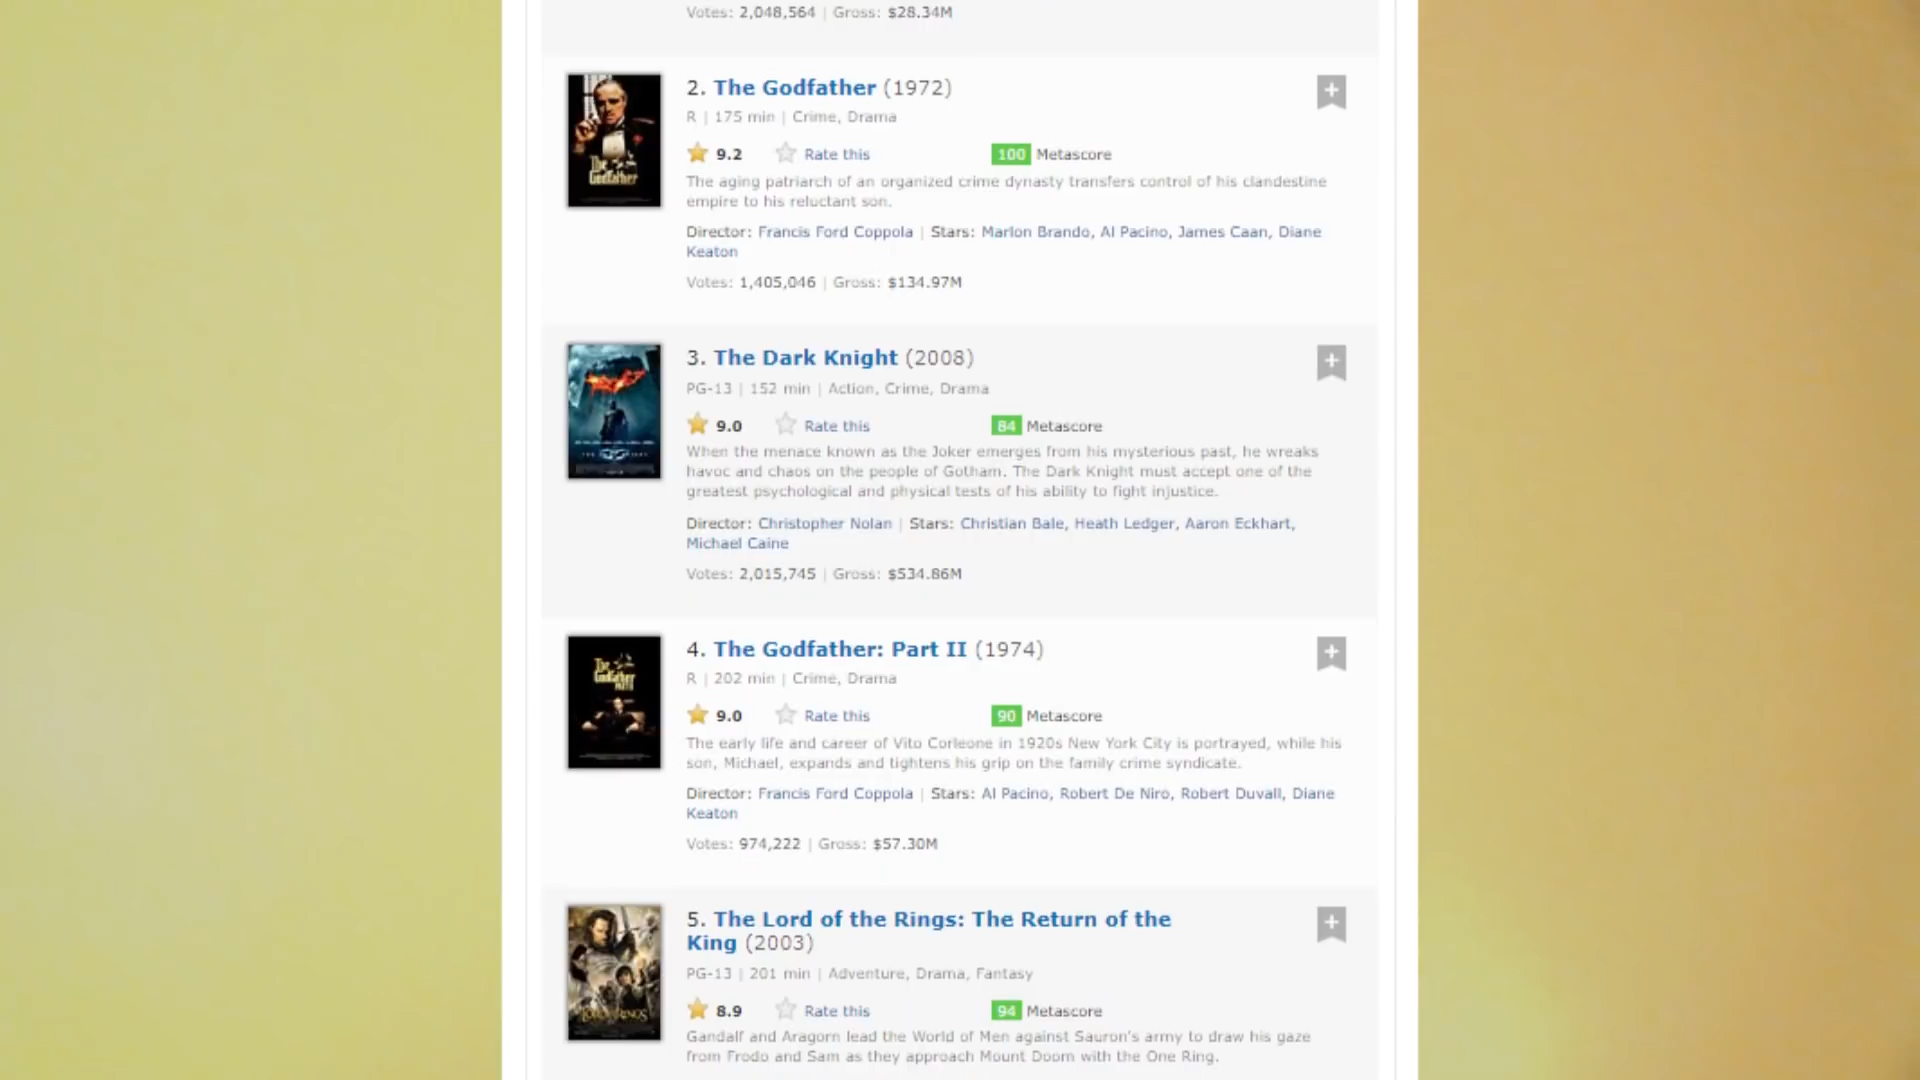 Votes: 2,048,564 | Gross: $28.34M
2. The Godfather (1972)
R | 175 min | Crime, Drama
9.2 Rate this 100 Metascore
The aging patriarch of an organized crime dynasty transfers control of his clandestine
empire to his reluctant son.
Director: Francis Ford Coppola | Stars: Marlon Brando, Al Pacino, James Caan, Diane
Keaton
Votes: 1,405,046 | Gross: $134.97M
The
Godfather
3. The Dark Knight (2008)
PG-13 | 152 min | Action, Crime, Drama
9.0 Rate this 84 Metascore
When the menace known as the Joker emerges from his mysterious past, he wreaks
havoc and chaos on the people of Gotham. The Dark Knight must accept one of the
greatest psychological and physical tests of his ability to fight injustice.
Director: Christopher Nolan | Stars: Christian Bale, Heath Ledger, Aaron Eckhart,
Michael Caine
Votes: 2,015,745 | Gross: $534.86M
4. The Godfather: Part II (1974)
R | 202 min | Crime, Drama
9.0 Rate this 90 Metascore
The early life and career of Vito Corleone in 1920s New York City is portrayed, while his
son, Michael, expands and tightens his grip on the family crime syndicate.
Director: Francis Ford Coppola | Stars: Al Pacino, Robert De Niro, Robert Duvall, Diane
Keaton
Votes: 974,222 | Gross: $57.30M
The
Godfather
PART II
5. The Lord of the Rings: The Return of the
King (2003)
PG-13 | 201 min | Adventure, Drama, Fantasy
8.9 Rate this 94 Metascore
Gandalf and Aragorn lead the World of Men against Sauron's army to draw his gaze
from Frodo and Sam as they approach Mount Doom with the One Ring.